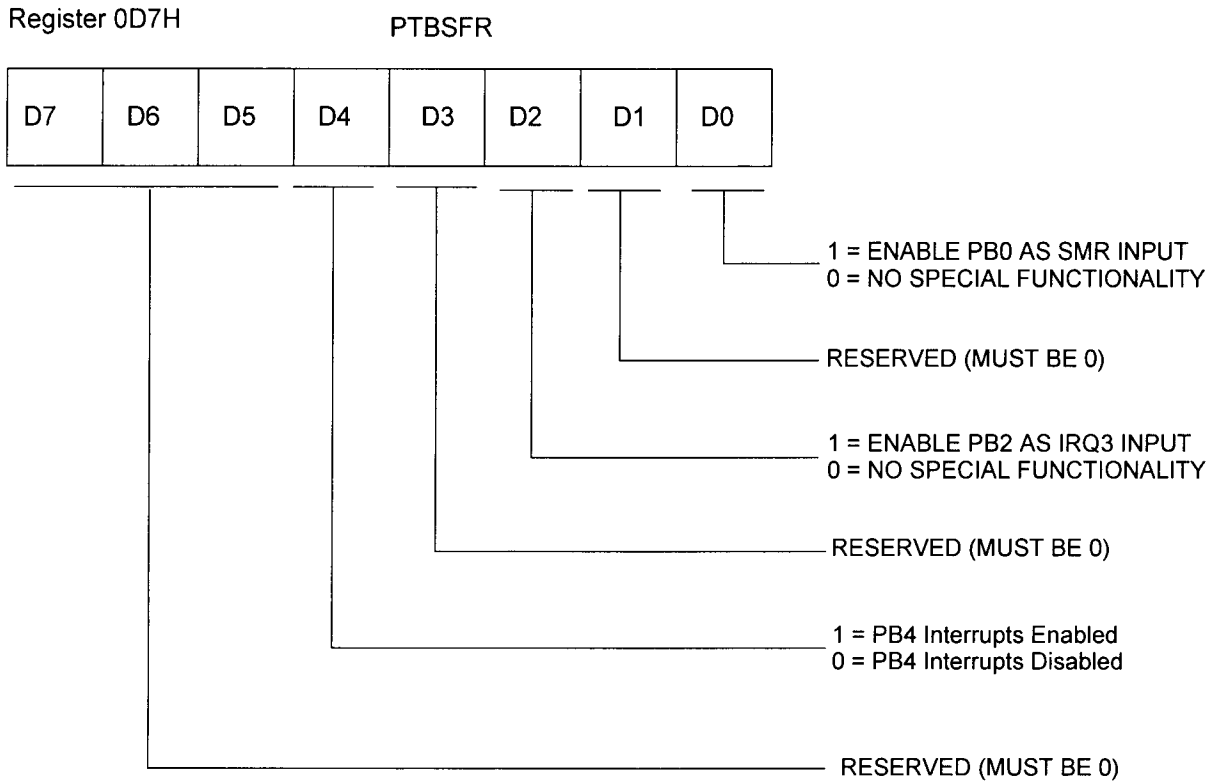 Register 0D7H
PTBSFR
D7 D6 D5 D4 D3 D2 D1 D0
1 = ENABLE PB0 AS SMR INPUT
0 = NO SPECIAL FUNCTIONALITY
RESERVED (MUST BE 0)
1 = ENABLE PB2 AS IRQ3 INPUT
0 = NO SPECIAL FUNCTIONALITY
RESERVED (MUST BE 0)
1 = PB4 Interrupts Enabled
0 = PB4 Interrupts Disabled
RESERVED (MUST BE 0)